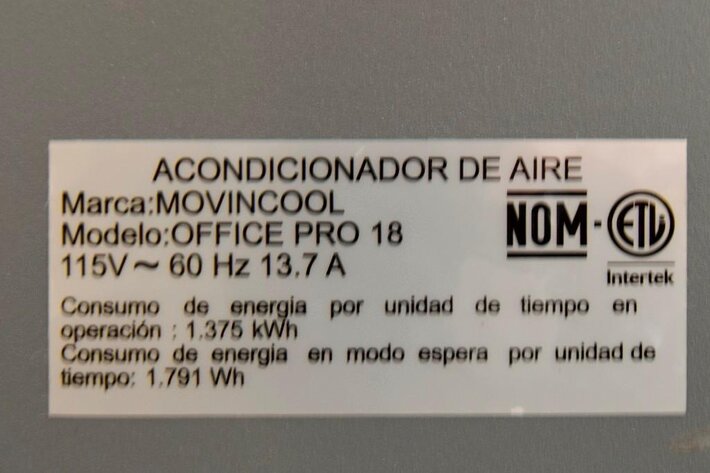 ACONDICIONADOR DE AIRE
Marca:MOVINCOOL
Modelo:OFFICE PRO 18
115V ~ 60 Hz 13.7 A
NOM-ETL
Intertek
Consumo de energia por unidad de tiempo en
operación : 1.375 kWh
Consumo de energia en modo espera por unidad de
tiempo: 1.791 Wh